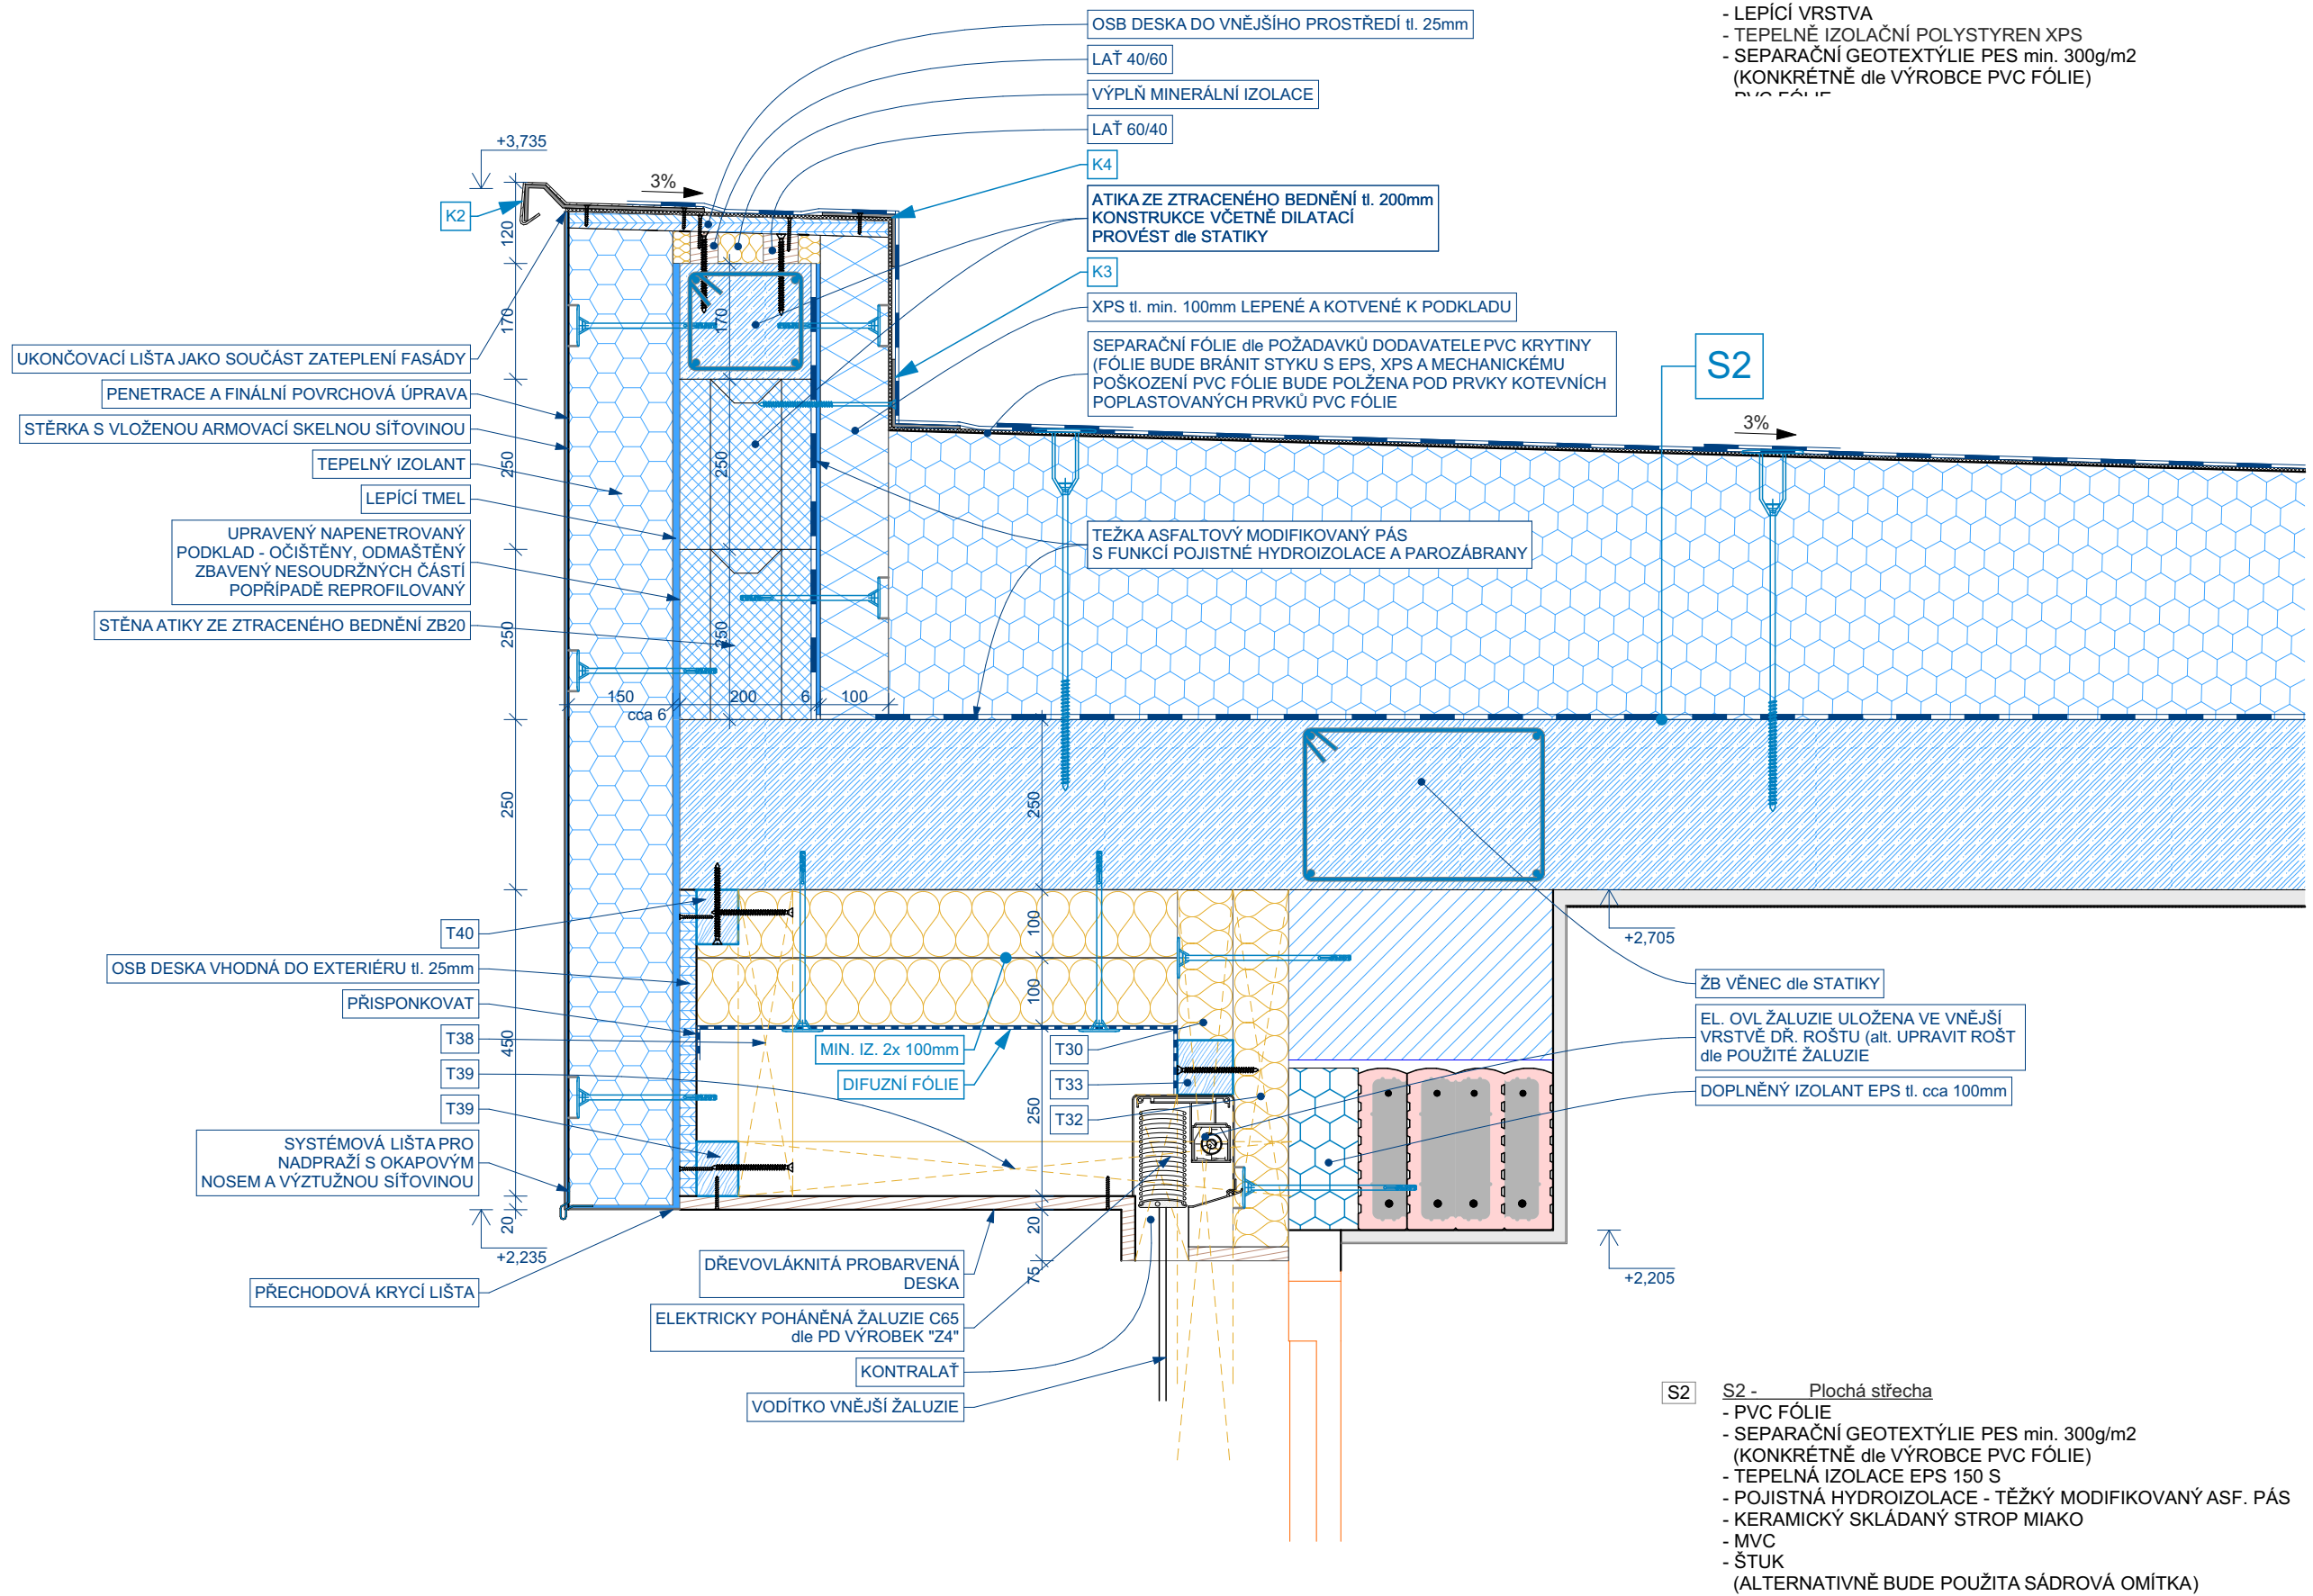 - LEPÍCÍ VRSTVA
- TEPELNĚ IZOLAČNÍ POLYSTYREN XPS
- SEPARAČNÍ GEOTEXTÝLIE PES min. 300g/m2
(KONKRÉTNĚ dle VÝROBCE PVC FÓLIE)
- PVC FÓLIE
OSB DESKA DO VNĚJŠÍHO PROSTŘEDÍ tl. 25mm
LAŤ 40/60
VÝPLŇ MINERÁLNÍ IZOLACE
LAŤ 60/40
K4
ATIKA ZE ZTRACENÉHO BEDNĚNÍ tl. 200mm
KONSTRUKCE VČETNĚ DILATACÍ
PROVÉST dle STATIKY
K3
XPS tl. min. 100mm LEPENÉ A KOTVENÉ K PODKLADU
SEPARAČNÍ FÓLIE dle POŽADAVKŮ DODAVATELE PVC KRYTINY
(FÓLIE BUDE BRÁNIT STYKU S EPS, XPS A MECHANICKÉMU
POŠKOZENÍ PVC FÓLIE BUDE POLŽENA POD PRVKY KOTEVNÍCH
POPLASTOVANÝCH PRVKŮ PVC FÓLIE
S2
3%
3%
+3,735
K2
120
170
250
250
250
450
20
+2,235
170
250
250
150
cca 6
200
6
100
UKONČOVACÍ LIŠTA JAKO SOUČÁST ZATEPLENÍ FASÁDY
PENETRACE A FINÁLNÍ POVRCHOVÁ ÚPRAVA
STĚRKA S VLOŽENOU ARMOVACÍ SKELNOU SÍŤOVINOU
TEPELNÝ IZOLANT
LEPÍCÍ TMEL
UPRAVENÝ NAPENETROVANÝ
PODKLAD - OČIŠTĚNY, ODMAŠTĚNÝ
ZBAVENÝ NESOUDRŽNÝCH ČÁSTÍ
POPŘÍPADĚ REPROFILOVANÝ
STĚNA ATIKY ZE ZTRACENÉHO BEDNĚNÍ ZB20
TEŽKA ASFALTOVÝ MODIFIKOVANÝ PÁS
S FUNKCÍ POJISTNÉ HYDROIZOLACE A PAROZÁBRANY
T40
OSB DESKA VHODNÁ DO EXTERIÉRU tl. 25mm
PŘISPONKOVAT
T38
T39
T39
SYSTÉMOVÁ LIŠTA PRO
NADPRAŽÍ S OKAPOVÝM
NOSEM A VÝZTUŽNOU SÍŤOVINOU
PŘECHODOVÁ KRYCÍ LIŠTA
250
100
100
250
20
75
MIN. IZ. 2x 100mm
DIFUZNÍ FÓLIE
T30
T33
T32
+2,705
ŽB VĚNEC dle STATIKY
EL. OVL ŽALUZIE ULOŽENA VE VNĚJŠÍ
VRSTVĚ DŘ. ROŠTU (alt. UPRAVIT ROŠT
dle POUŽITÉ ŽALUZIE
DOPLNĚNÝ IZOLANT EPS tl. cca 100mm
+2,205
DŘEVOVLÁKNITÁ PROBARVENÁ
DESKA
ELEKTRICKY POHÁNĚNÁ ŽALUZIE C65
dle PD VÝROBEK "Z4"
KONTRALAŤ
VODÍTKO VNĚJŠÍ ŽALUZIE
S2
S2 - Plochá střecha
- PVC FÓLIE
- SEPARAČNÍ GEOTEXTÝLIE PES min. 300g/m2
(KONKRÉTNĚ dle VÝROBCE PVC FÓLIE)
- TEPELNÁ IZOLACE EPS 150 S
- POJISTNÁ HYDROIZOLACE - TĚŽKÝ MODIFIKOVANÝ ASF. PÁS
- KERAMICKÝ SKLÁDANÝ STROP MIAKO
- MVC
- ŠTUK
(ALTERNATIVNĚ BUDE POUŽITA SÁDROVÁ OMÍTKA)